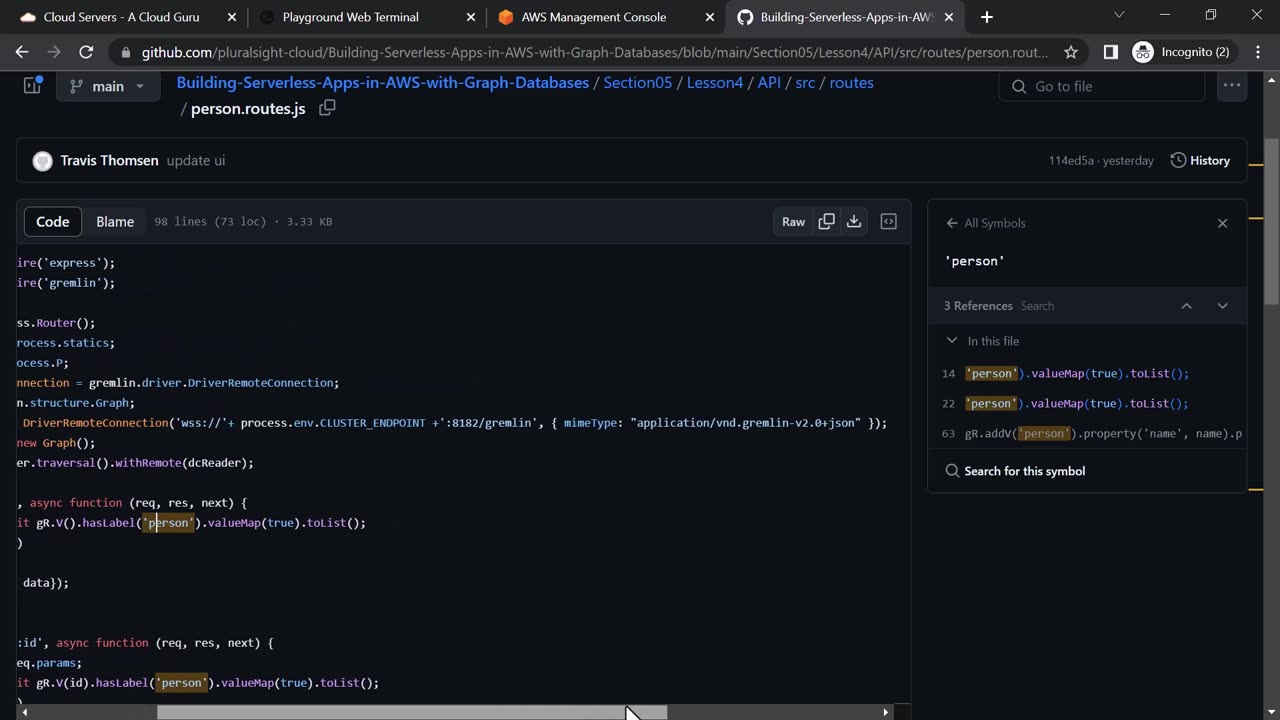 Cloud Servers - A Cloud Guru
Playground Web Terminal
AWS Management Console
Building-Serverless-Apps-in-AWS
github.com/pluralsight-cloud/Building-Serverless-Apps-in-AWS-with-Graph-Databases/blob/main/Section05/Lesson4/API/src/routes/person.rout...
Incognito (2)
main
Building-Serverless-Apps-in-AWS-with-Graph-Databases / Section05 / Lesson4 / API / src / routes
/ person.routes.js
Go to file
Travis Thomsen update ui
114ed5a · yesterday
History
Code Blame 98 lines (73 loc) · 3.33 KB
Raw
ire('express');
ire('gremlin');
ss.Router();
rocess.statics;
ocess.P;
nnection = gremlin.driver.DriverRemoteConnection;
n.structure.Graph;
DriverRemoteConnection('wss://'+ process.env.CLUSTER_ENDPOINT +':8182/gremlin', { mimeType: "application/vnd.gremlin-v2.0+json" });
new Graph();
er.traversal().withRemote(dcReader);
, async function (req, res, next) {
it gR.V().hasLabel('person').valueMap(true).toList();
)
data});
:id', async function (req, res, next) {
eq.params;
it gR.V(id).hasLabel('person').valueMap(true).toList();
)
All Symbols
'person'
3 References Search
In this file
14 'person').valueMap(true).toList();
22 'person').valueMap(true).toList();
63 gR.addV('person').property('name', name).p
Search for this symbol